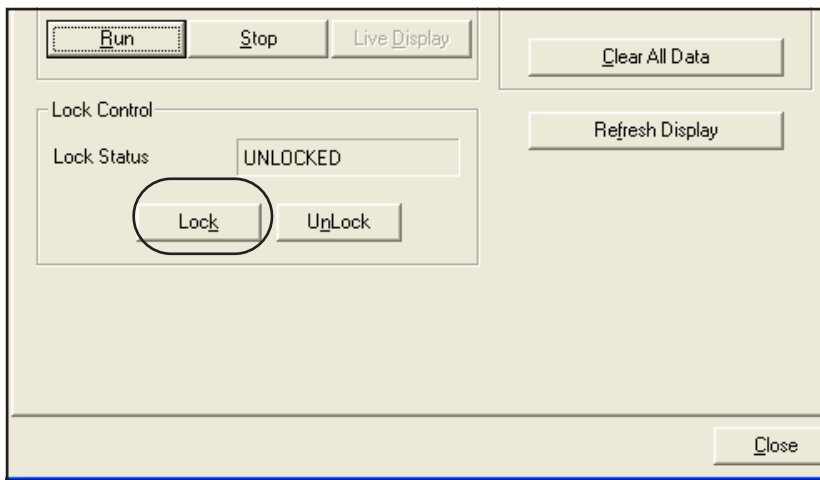 Run Stop Live Display
Clear All Data
Lock Control
Refresh Display
Lock Status UNLOCKED
Lock UnLock
Close